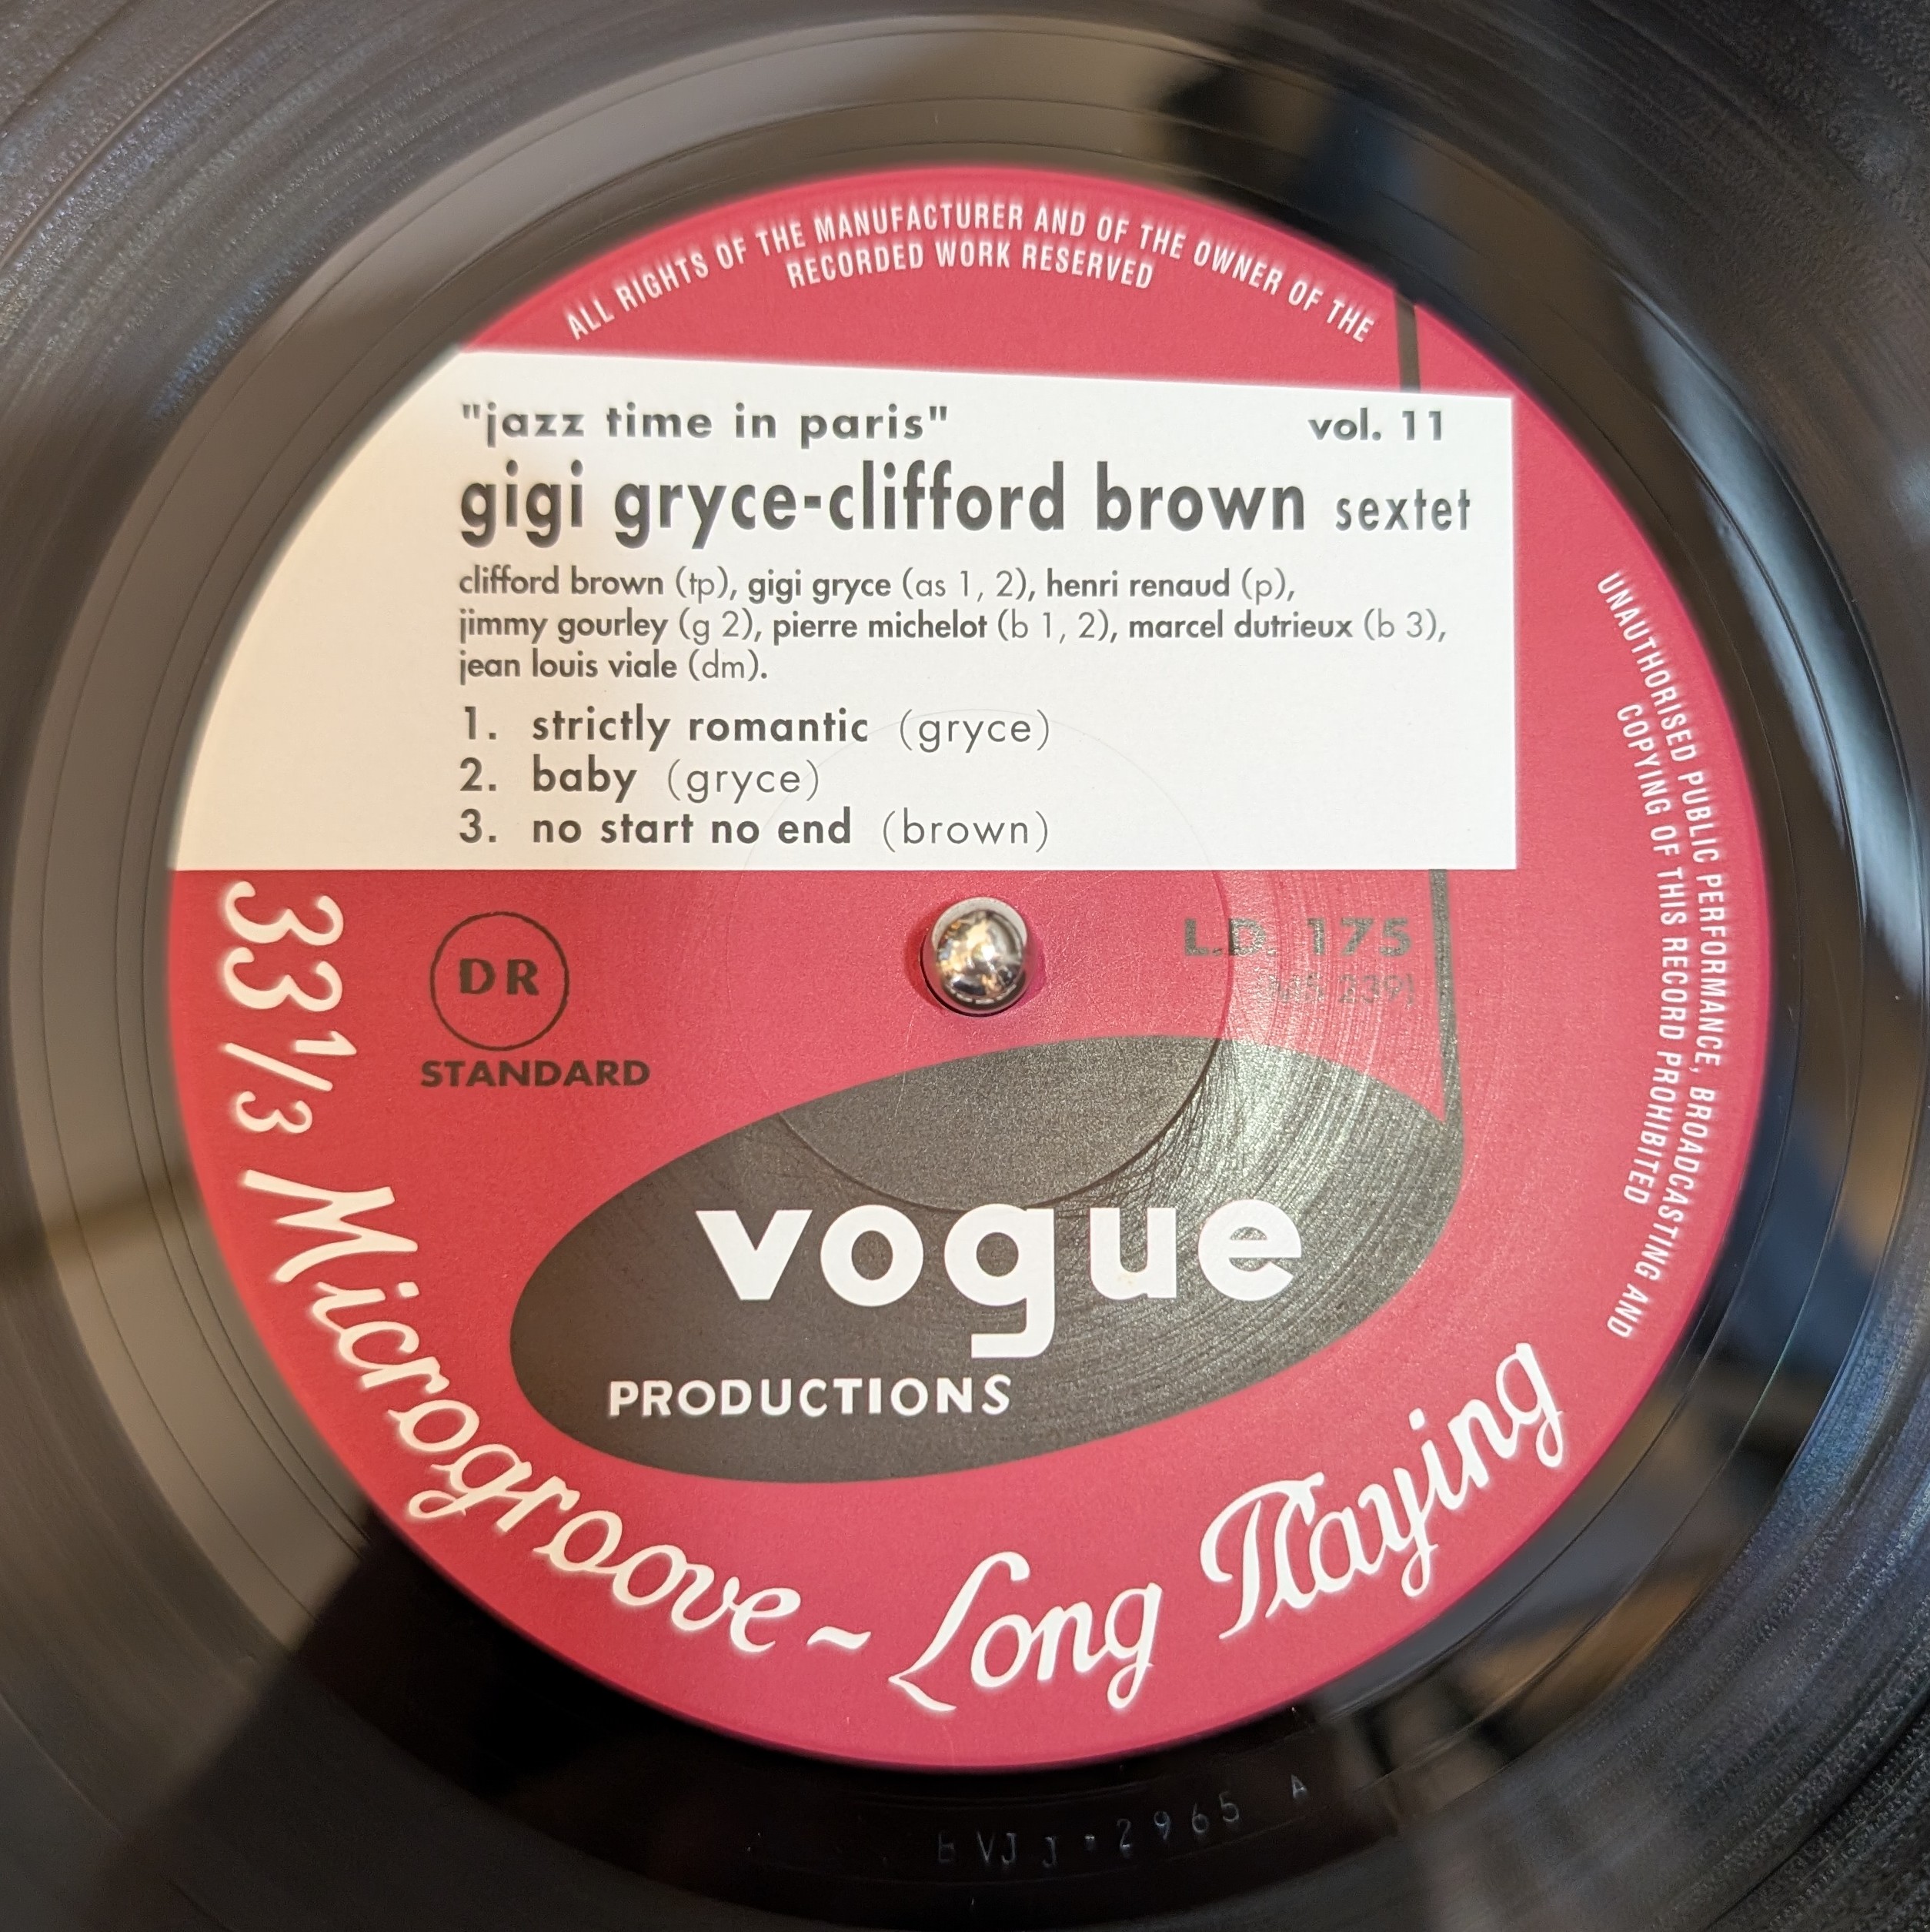 ALL RIGHTS OF THE MANUFACTURER AND OF THE OWNER OF THE
RECORDED WORK RESERVED
"jazz time in paris" vol. 11
gigi gryce-clifford brown sextet
clifford brown (tp), gigi gryce (as 1, 2), henri renaud (p),
jimmy gourley (g 2), pierre michelot (b 1, 2), marcel dutrieux (b 3),
jean louis viale (dm).
1. strictly romantic (gryce)
2. baby (gryce)
3. no start no end (brown)
DR
STANDARD
L.D. 175
vogue
PRODUCTIONS
33 1/3 Microgroove - Long Playing
UNAUTHORISED PUBLIC PERFORMANCE, BROADCASTING AND
COPYING OF THIS RECORD PROHIBITED
2965 A